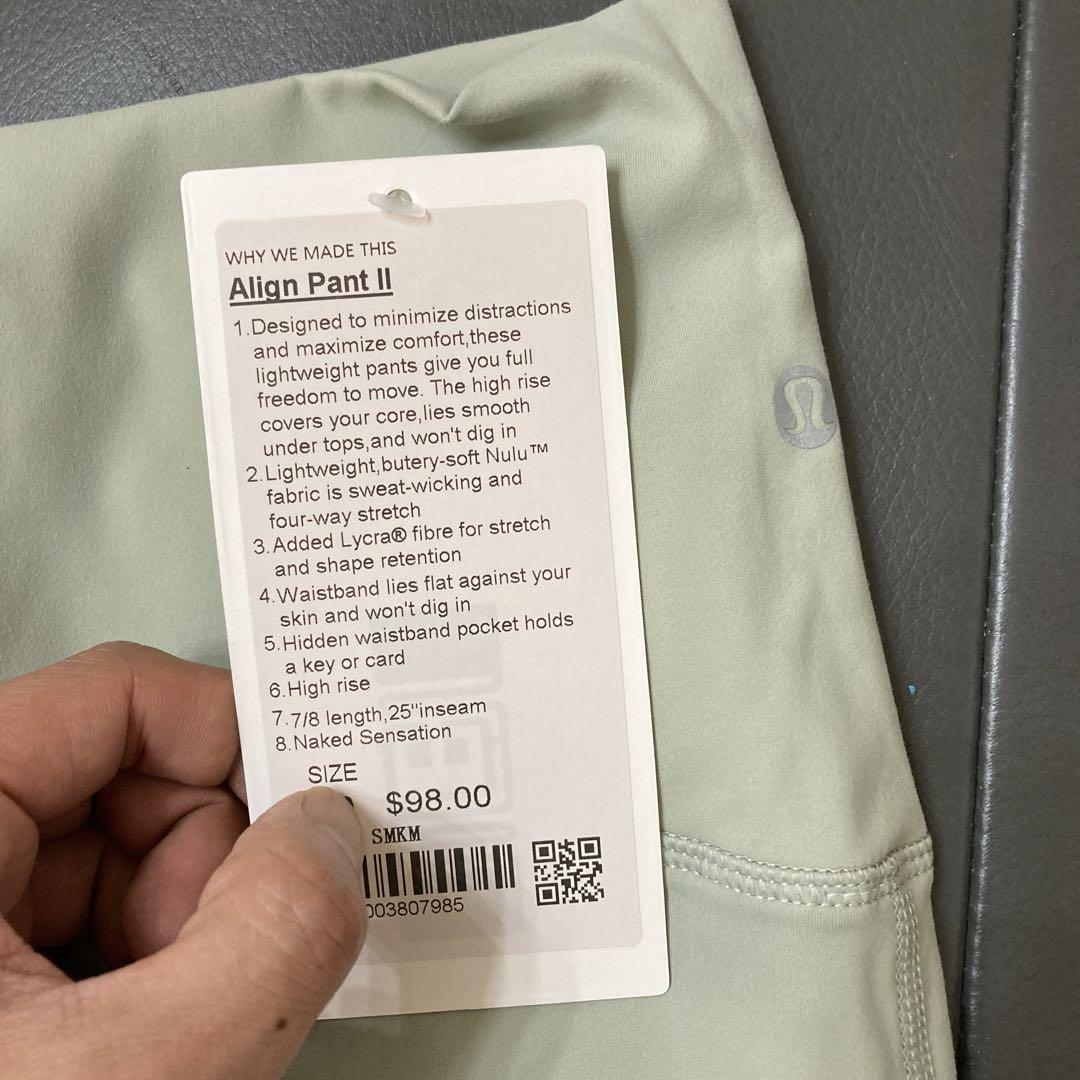 WHY WE MADE THIS
Align Pant II
1.Designed to minimize distractions
and maximize comfort,these
lightweight pants give you full
freedom to move. The high rise
covers your core,lies smooth
under tops,and won't dig in
2.Lightweight,butery-soft Nulu™
fabric is sweat-wicking and
four-way stretch
3.Added Lycra® fibre for stretch
and shape retention
4.Waistband lies flat against your
skin and won't dig in
5.Hidden waistband pocket holds
a key or card
6.High rise
7.7/8 length,25"inseam
8.Naked Sensation
SIZE
$98.00
SMKM
003807985